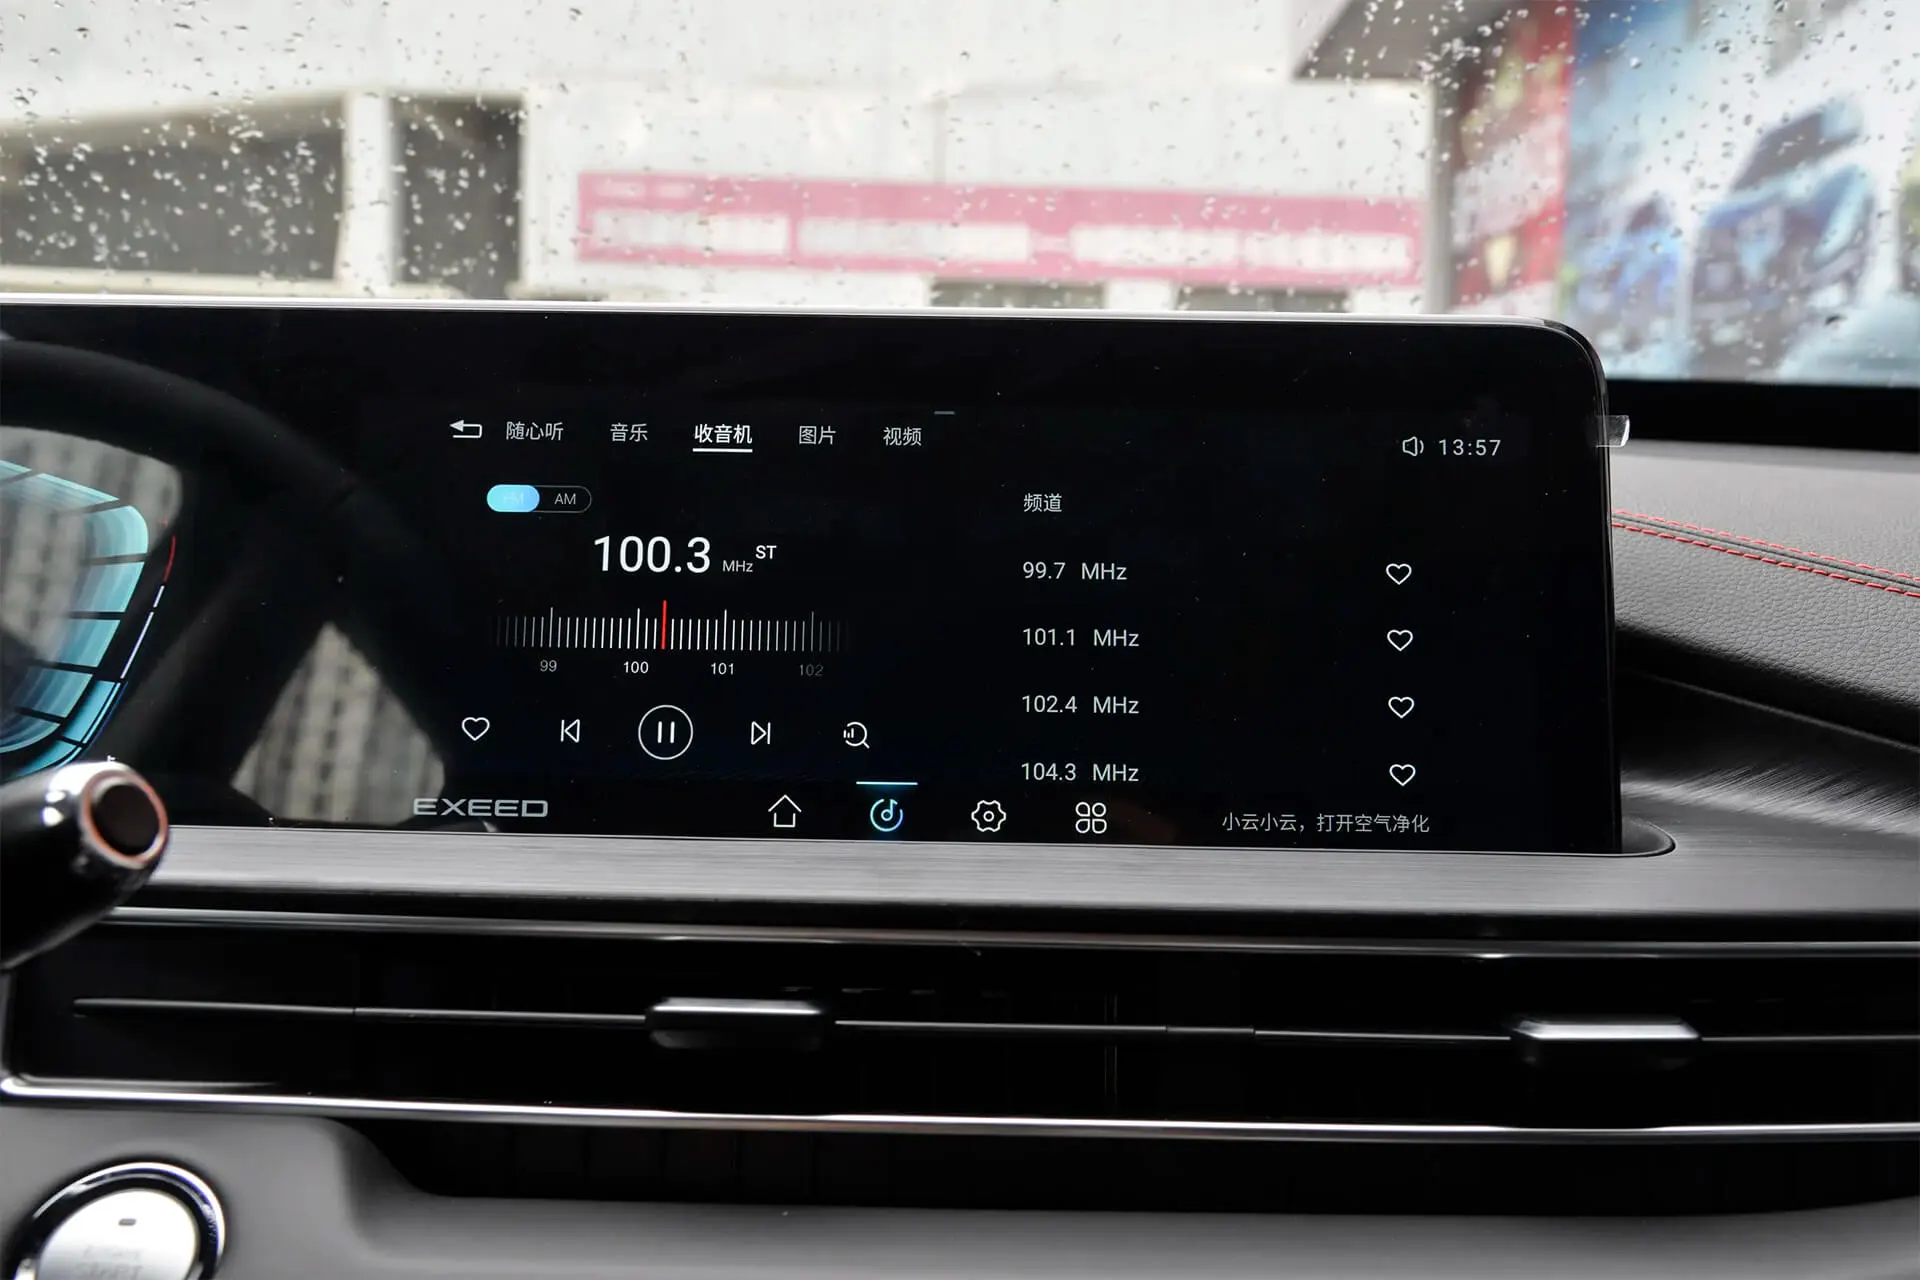 随心听 音乐 收音机 图片 视频
13:57
FM AM
100.3 MHz ST
99 100 101 102
频道
99.7 MHz
101.1 MHz
102.4 MHz
104.3 MHz
EXEED
小云小云，打开空气净化
START